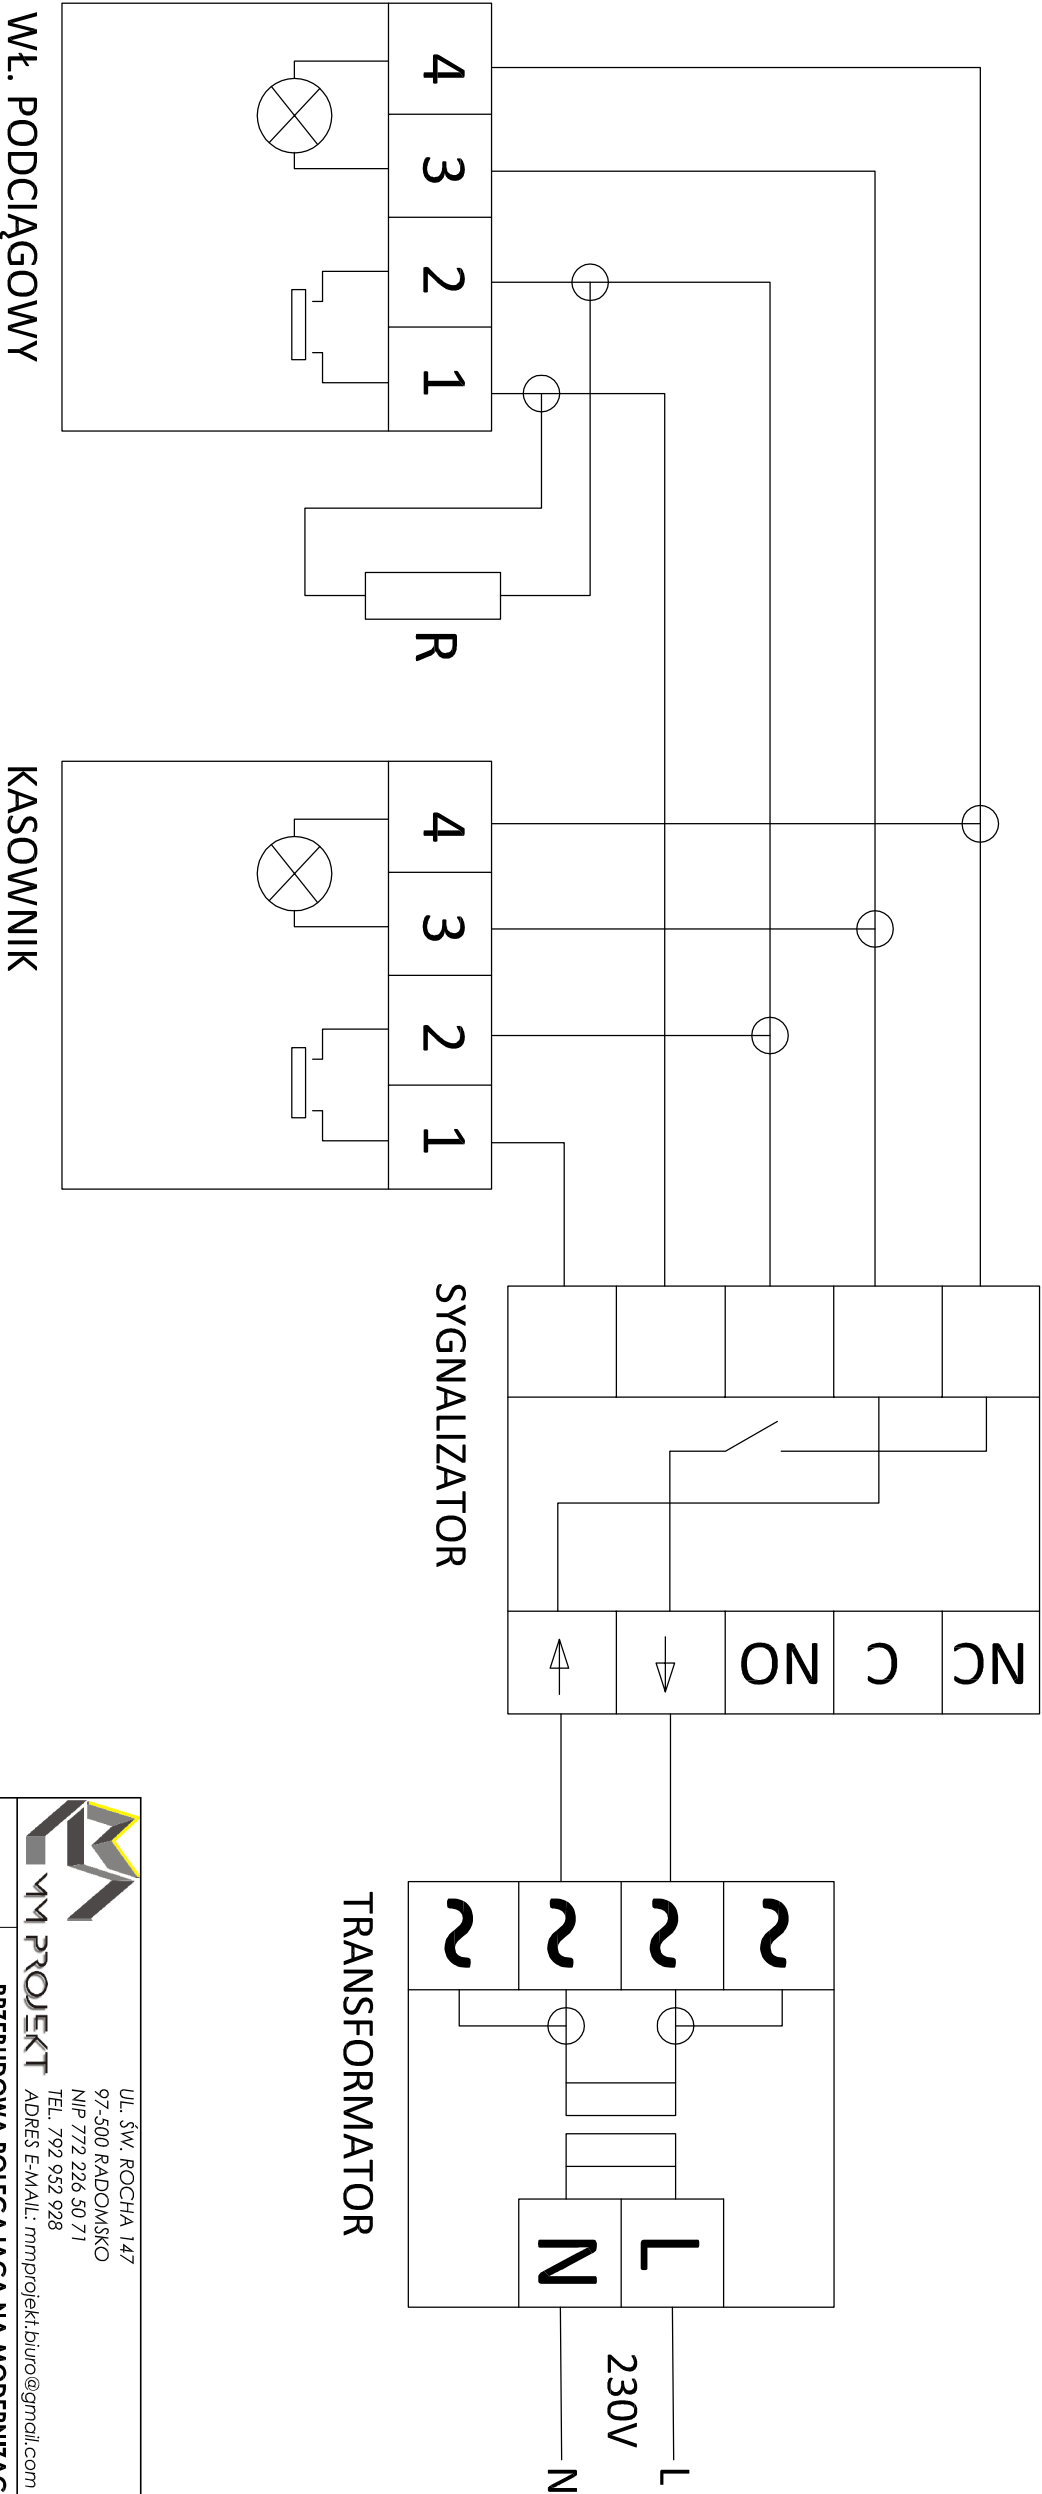 WŁ. PODCIĄGOWY
4
3
2
1
R
KASOWNIK
4
3
2
1
SYGNALIZATOR
NO
C
NC
TRANSFORMATOR
~
~
~
~
N
L
230V
N
L
MM PROJEKT
UL. ŚW. ROCHA 147
97-500 RADOMSKO
NIP 772 226 50 71
TEL. 792 952 928
ADRES E-MAIL: mmprojekt.biuro@gmail.com